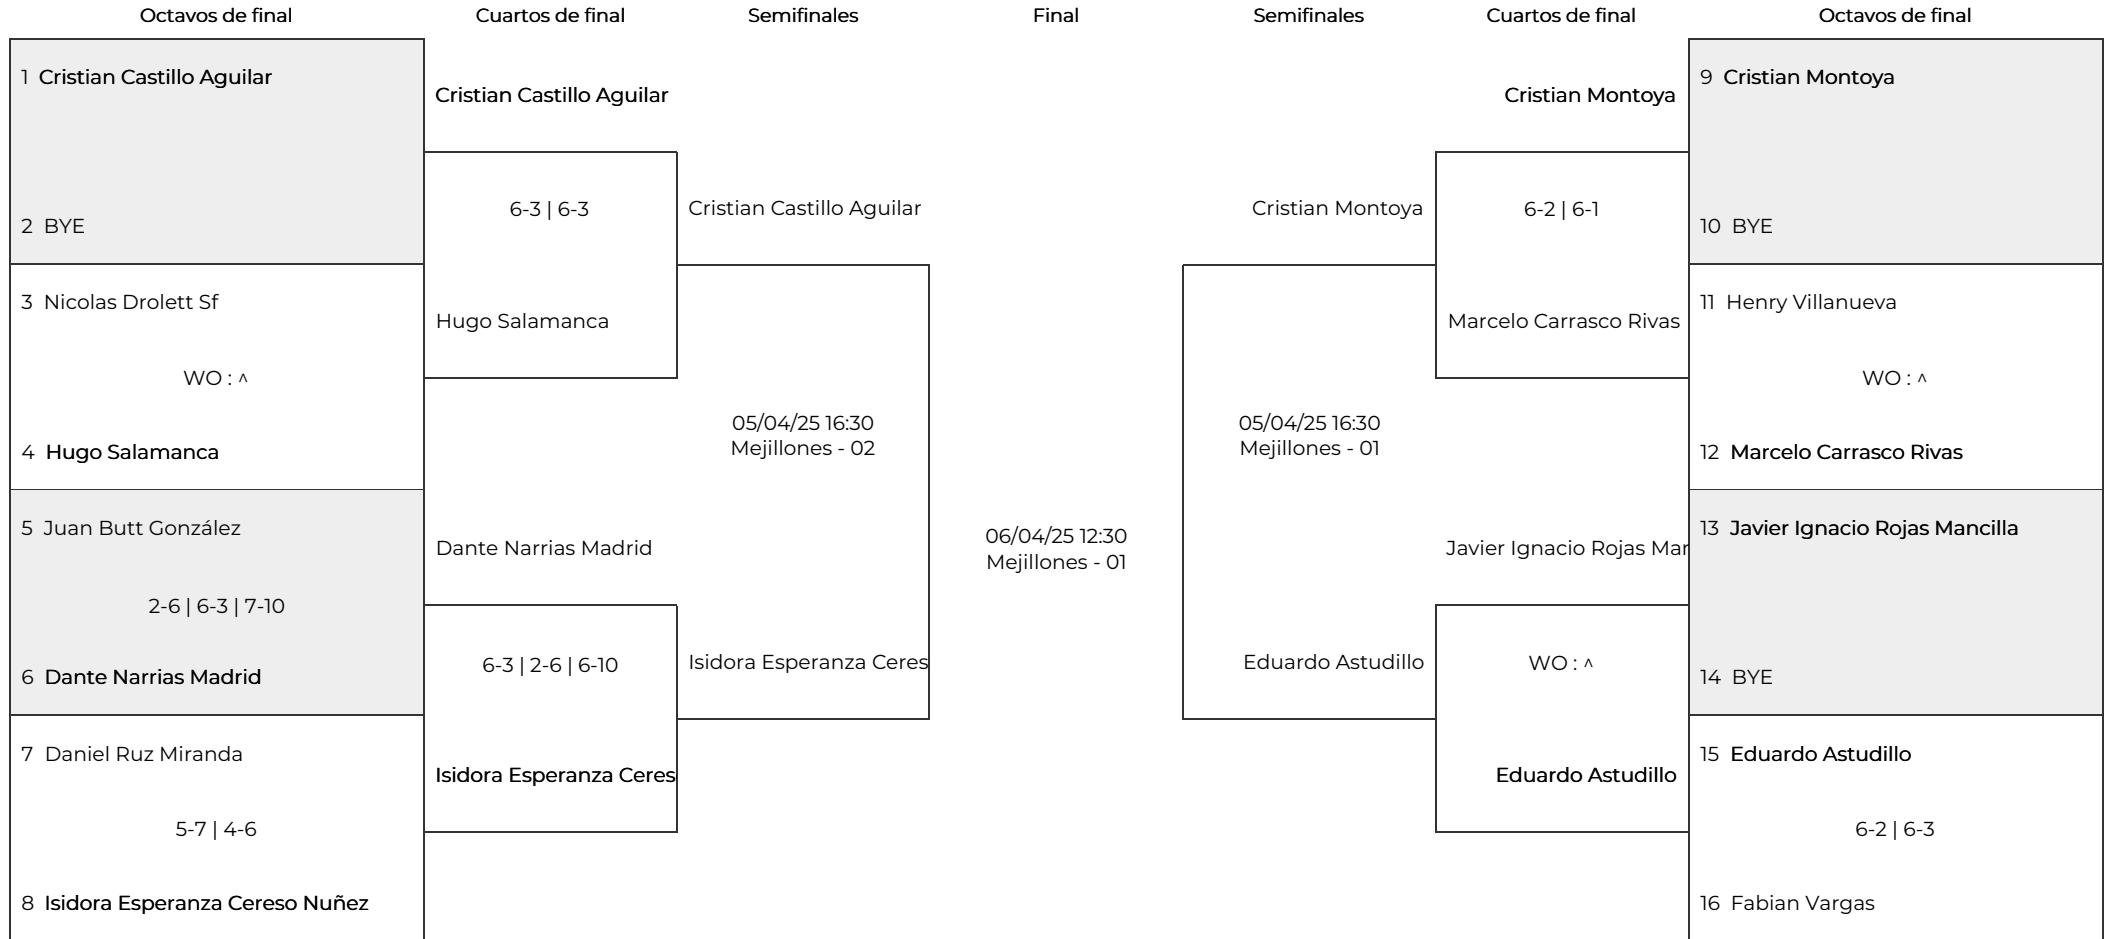 Octavos de final
Cuartos de final
Semifinales
Final
Semifinales
Cuartos de final
Octavos de final
1 Cristian Castillo Aguilar
2 BYE
3 Nicolas Drolett Sf
WO : ^
4 Hugo Salamanca
5 Juan Butt González
2-6 | 6-3 | 7-10
6 Dante Narrias Madrid
7 Daniel Ruz Miranda
5-7 | 4-6
8 Isidora Esperanza Cereso Nuñez
Cristian Castillo Aguilar
6-3 | 6-3
Hugo Salamanca
Dante Narrias Madrid
6-3 | 2-6 | 6-10
Isidora Esperanza Ceres
Cristian Castillo Aguilar
05/04/25 16:30
Mejillones - 02
Isidora Esperanza Ceres
06/04/25 12:30
Mejillones - 01
Cristian Montoya
05/04/25 16:30
Mejillones - 01
Eduardo Astudillo
Cristian Montoya
6-2 | 6-1
Marcelo Carrasco Rivas
Javier Ignacio Rojas Mar
WO : ^
Eduardo Astudillo
9 Cristian Montoya
10 BYE
11 Henry Villanueva
WO : ^
12 Marcelo Carrasco Rivas
13 Javier Ignacio Rojas Mancilla
14 BYE
15 Eduardo Astudillo
6-2 | 6-3
16 Fabian Vargas